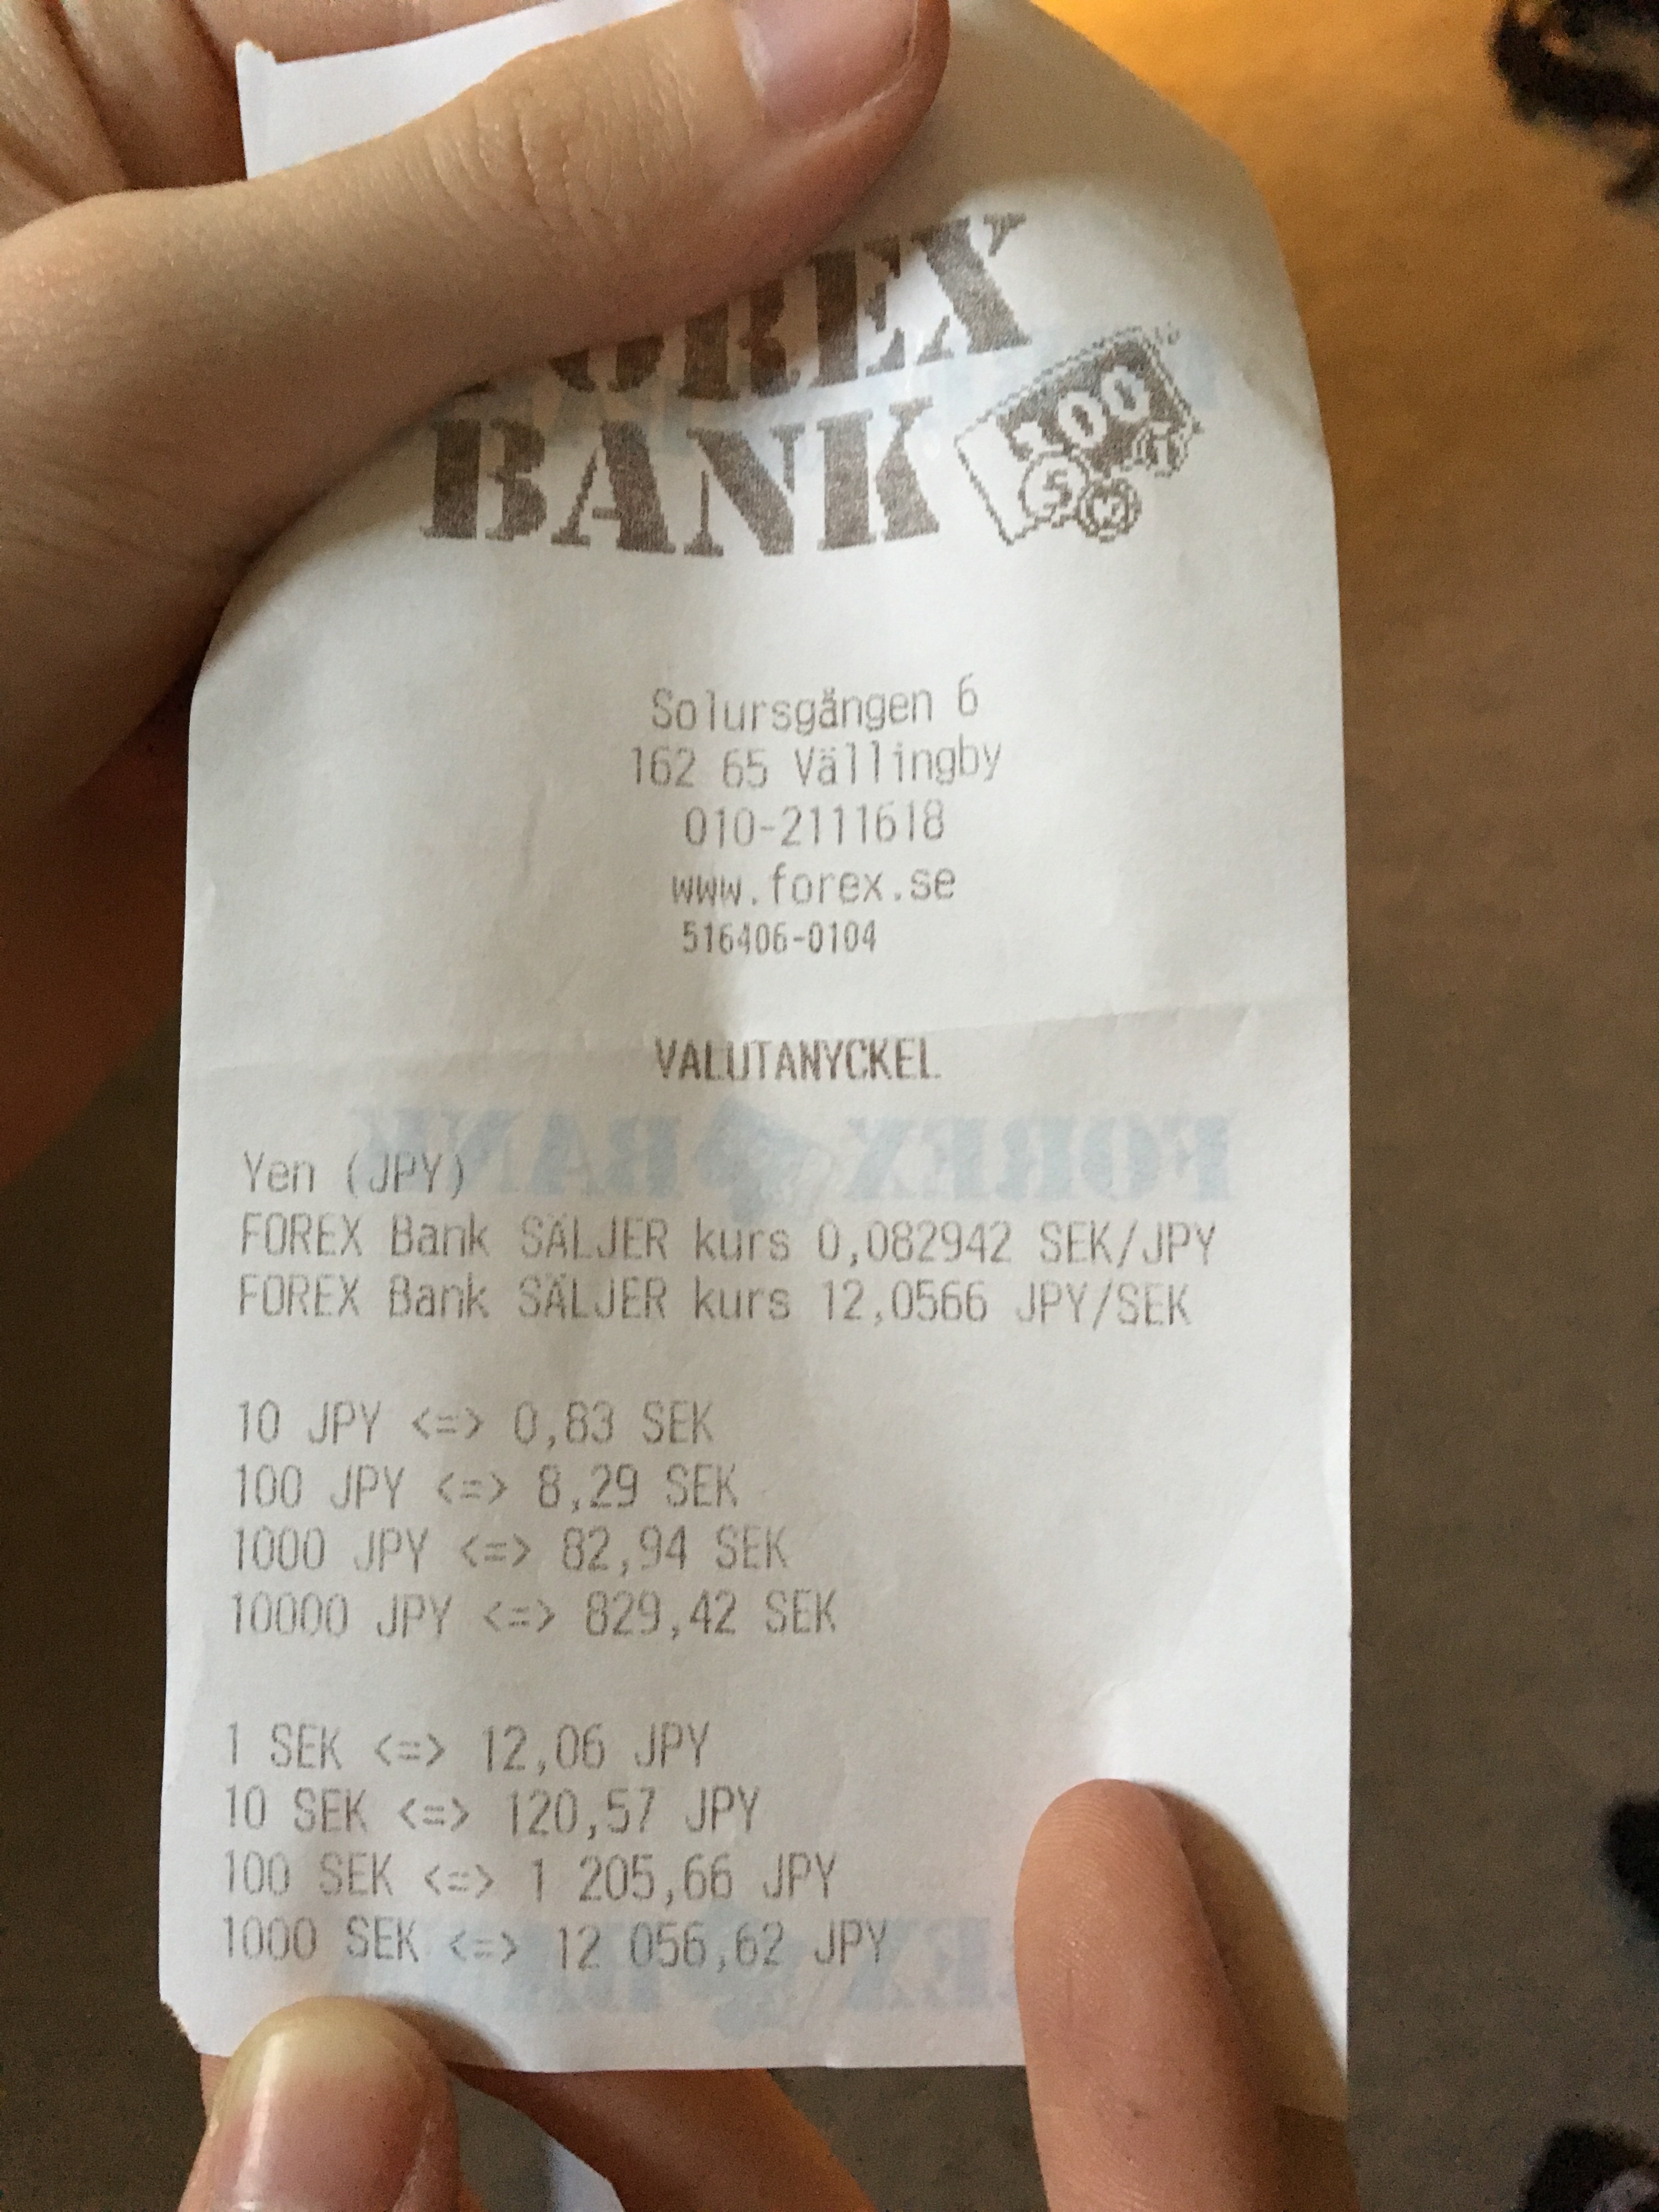 FOREX
BANK
100
Solursgången 6
162 65 Vällingby
010-2111618
www.forex.se
516406-0104
VALUTANYCKEL
FOREX BANK
Yen (JPY)
FOREX Bank SÄLJER kurs 0,082942 SEK/JPY
FOREX Bank SÄLJER kurs 12,0566 JPY/SEK
10 JPY <=> 0,83 SEK
100 JPY <=> 8,29 SEK
1000 JPY <=> 82,94 SEK
10000 JPY <=> 829,42 SEK
1 SEK <=> 12,06 JPY
10 SEK <=> 120,57 JPY
100 SEK <=> 1 205,66 JPY
1000 SEK <=> 12 056,62 JPY